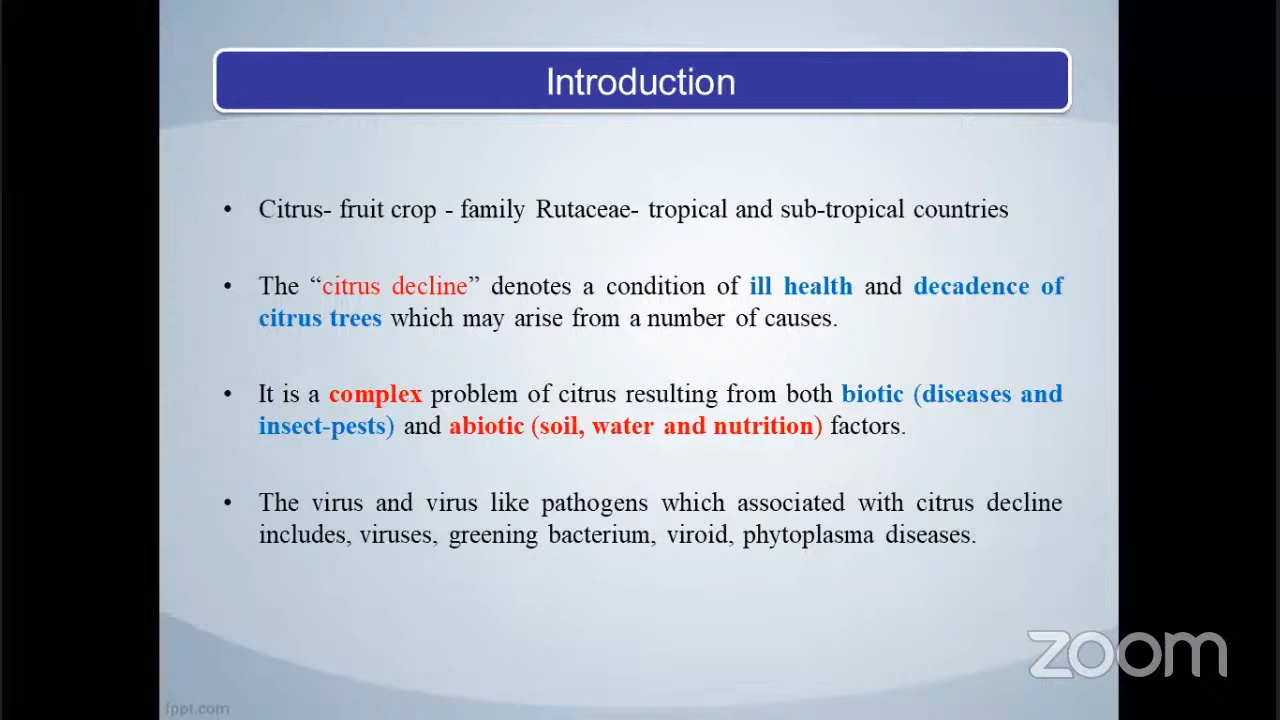 Introduction
• Citrus- fruit crop - family Rutaceae- tropical and sub-tropical countries
• The “citrus decline” denotes a condition of ill health and decadence of
citrus trees which may arise from a number of causes.
• It is a complex problem of citrus resulting from both biotic (diseases and
insect-pests) and abiotic (soil, water and nutrition) factors.
• The virus and virus like pathogens which associated with citrus decline
includes, viruses, greening bacterium, viroid, phytoplasma diseases.
zoom
fppt.com